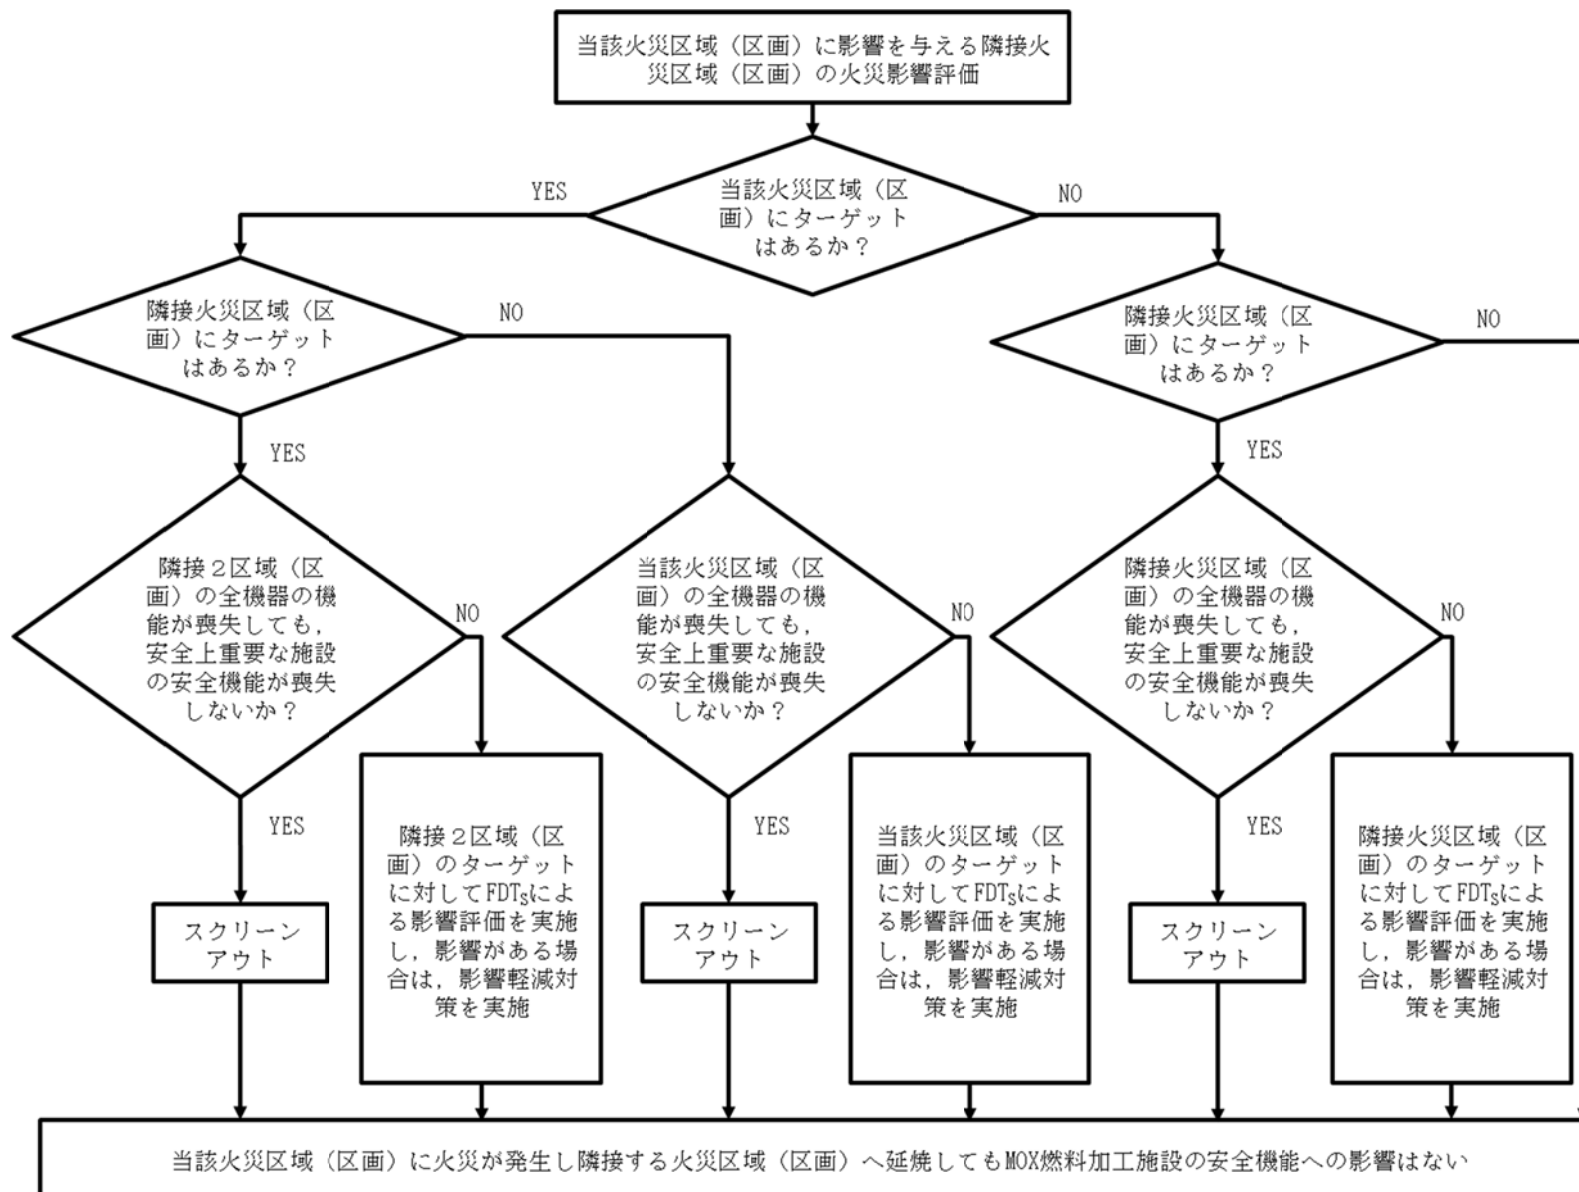 当該火災区域（区画）に影響を与える隣接火
災区域（区画）の火災影響評価
当該火災区域（区
画）にターゲット
はあるか？
YES
NO
隣接火災区域（区
画）にターゲット
はあるか？
NO
YES
隣接火災区域（区
画）にターゲット
はあるか？
NO
YES
隣接２区域（区
画）の全機器の機
能が喪失しても，
安全上重要な施設
の安全機能が喪失
しないか？
NO
YES
当該火災区域（区
画）の全機器の機
能が喪失しても，
安全上重要な施設
の安全機能が喪失
しないか？
NO
YES
隣接火災区域（区
画）の全機器の機
能が喪失しても，
安全上重要な施設
の安全機能が喪失
しないか？
NO
YES
スクリーン
アウト
隣接２区域（区
画）のターゲット
に対してFDTsによ
る影響評価を実施
し，影響がある場
合は，影響軽減対
策を実施
スクリーン
アウト
当該火災区域（区
画）のターゲット
に対してFDTsによ
る影響評価を実施
し，影響がある場
合は，影響軽減対
策を実施
スクリーン
アウト
隣接火災区域（区
画）のターゲット
に対してFDTsによ
る影響評価を実施
し，影響がある場
合は，影響軽減対
策を実施
当該火災区域（区画）に火災が発生し隣接する火災区域（区画）へ延焼してもMOX燃料加工施設の安全機能への影響はない